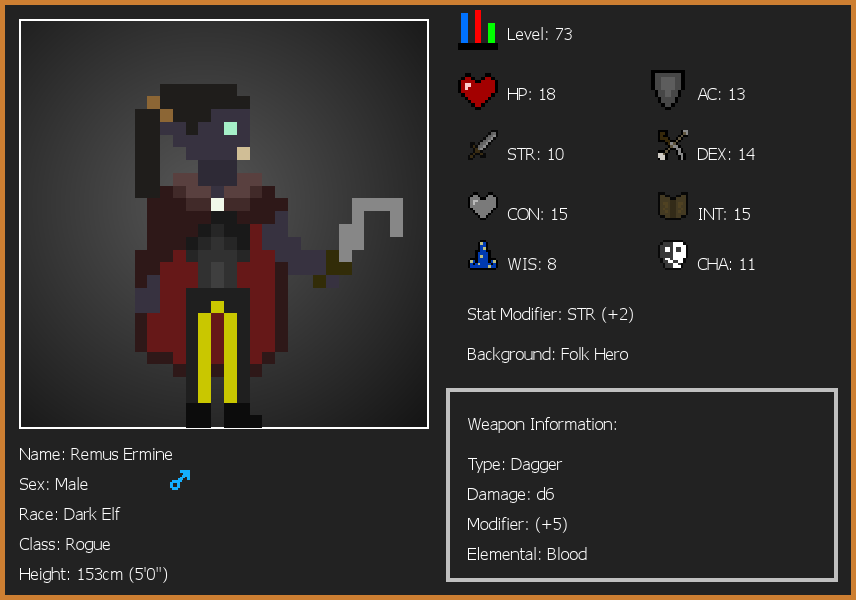 Level: 73
HP: 18
AC: 13
STR: 10
DEX: 14
CON: 15
INT: 15
WIS: 8
CHA: 11
Stat Modifier: STR (+2)
Background: Folk Hero
Weapon Information:
Type: Dagger
Damage: d6
Modifier: (+5)
Elemental: Blood
Name: Remus Ermine
Sex: Male
Race: Dark Elf
Class: Rogue
Height: 153cm (5'0")